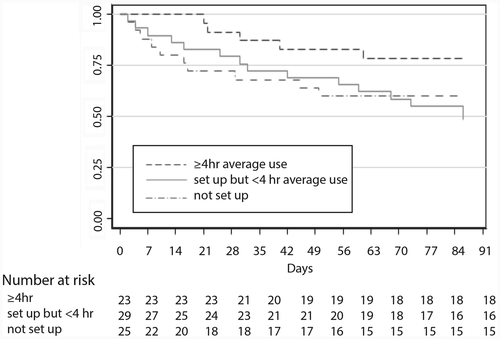 1.00
0.75
0.50
0.25
0.00
≥4hr average use
set up but <4 hr average use
not set up
0 7 14 21 28 35 42 49 56 63 70 77 84 91
Days
Number at risk
≥4hr 23 23 23 23 21 20 19 19 19 18 18 18 18
set up but <4 hr 29 27 25 24 23 21 21 20 19 18 17 16 16
not set up 25 22 20 18 18 17 17 16 15 15 15 15 15